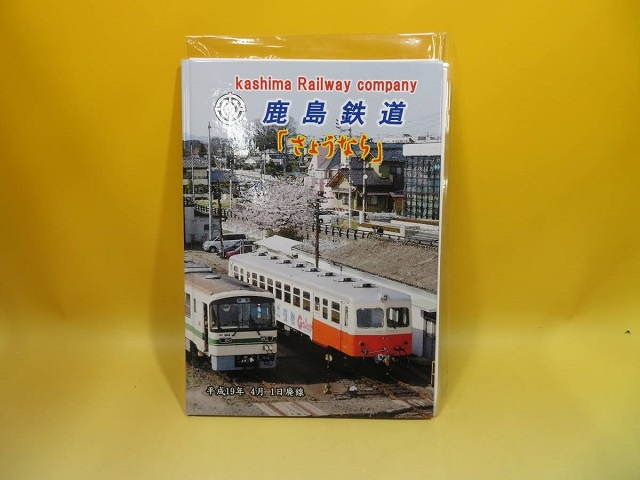 kashima Railway company
鹿島鉄道
「さようなら」
平成19年 4月 1日廃線